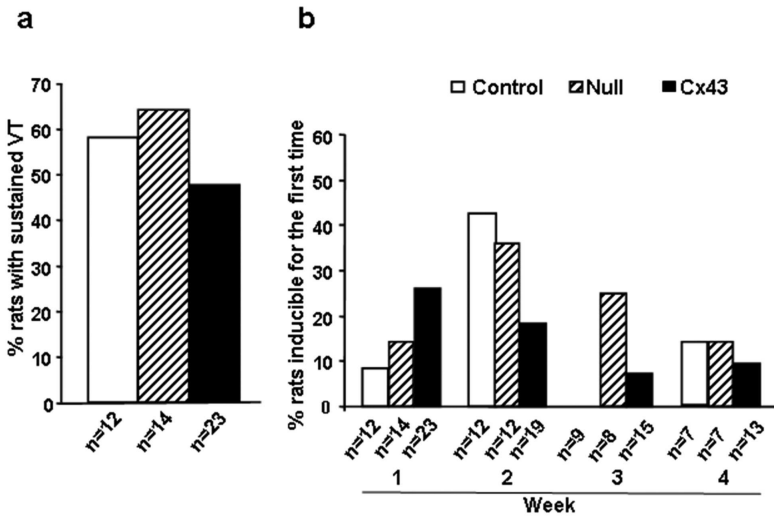 a
b
% rats with sustained VT
70
60
50
40
30
20
10
0
n=12
n=14
n=23
Control
Null
Cx43
% rats inducible for the first time
60
50
40
30
20
10
0
n=12
n=14
n=23
n=12
n=12
n=19
n=9
n=8
n=15
n=7
n=7
n=13
1
2
3
4
Week